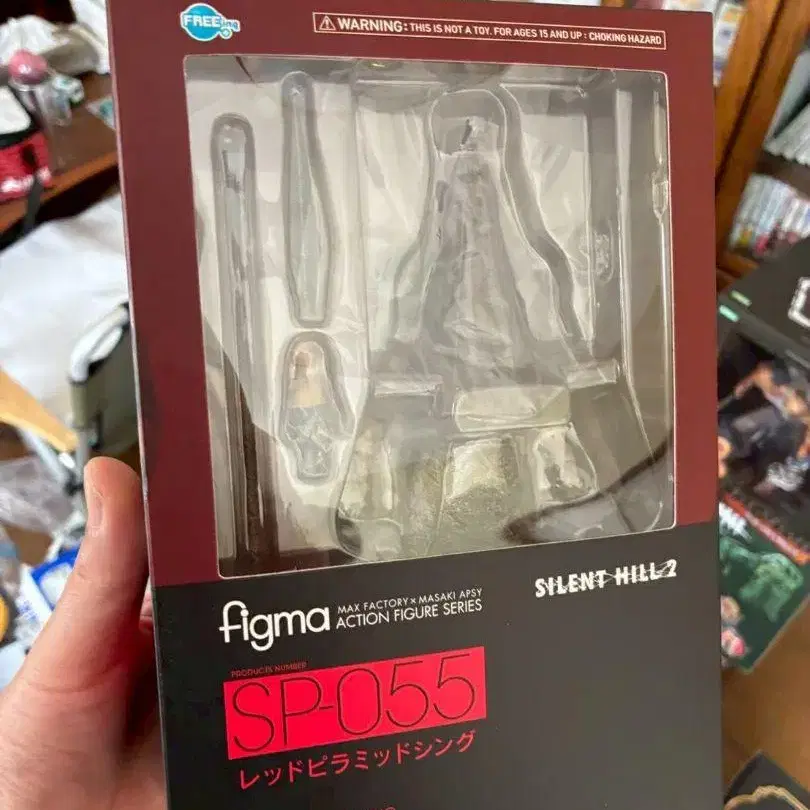 FREEing
WARNING: THIS IS NOT A TOY. FOR AGES 15 AND UP : CHOKING HAZARD
figma
MAX FACTORY × MASAKI APSY
ACTION FIGURE SERIES
SILENT HILL 2
PRODUCTS NUMBER
SP-055
レッドピラミッドシング